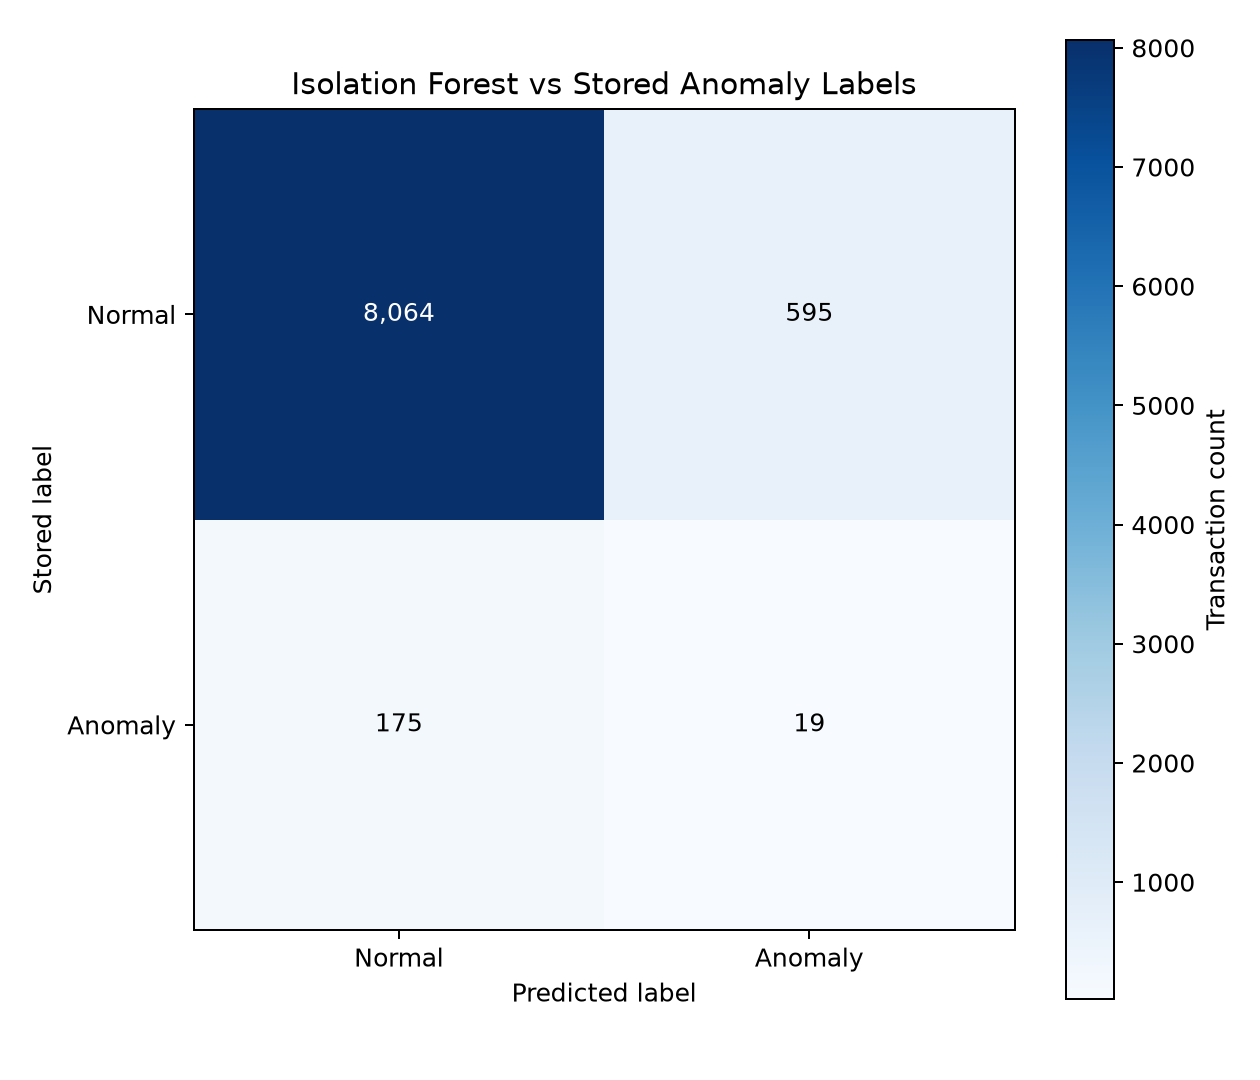 Isolation Forest vs Stored Anomaly Labels
Stored label
Normal
8,064
595
Anomaly
175
19
Normal
Anomaly
Predicted label
8000
7000
6000
5000
4000
3000
2000
1000
Transaction count